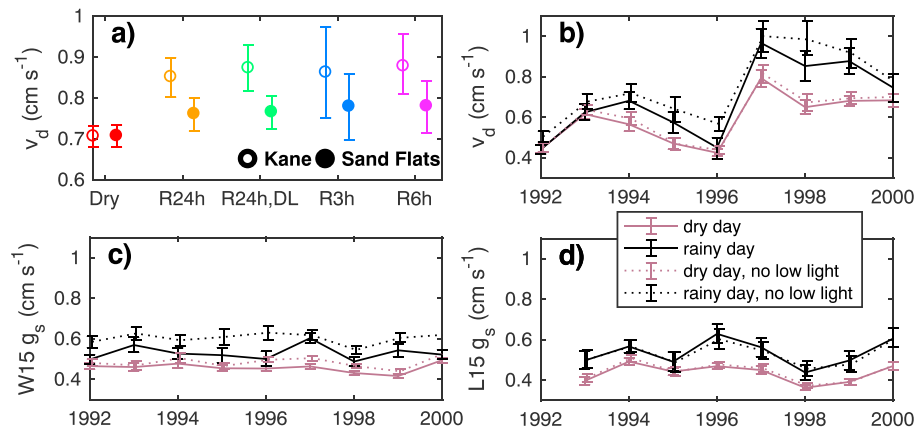 a)
v_d (cm s⁻¹)
1
0.9
0.8
0.7
0.6
Kane Sand Flats
Dry R24h R24h,DL R3h R6h
b)
v_d (cm s⁻¹)
1
0.8
0.6
0.4
1992 1994 1996 1998 2000
c)
W15 g_s (cm s⁻¹)
1
0.8
0.6
0.4
1992 1994 1996 1998 2000
d)
L15 g_s (cm s⁻¹)
1
0.8
0.6
0.4
1992 1994 1996 1998 2000
dry day
rainy day
dry day, no low light
rainy day, no low light